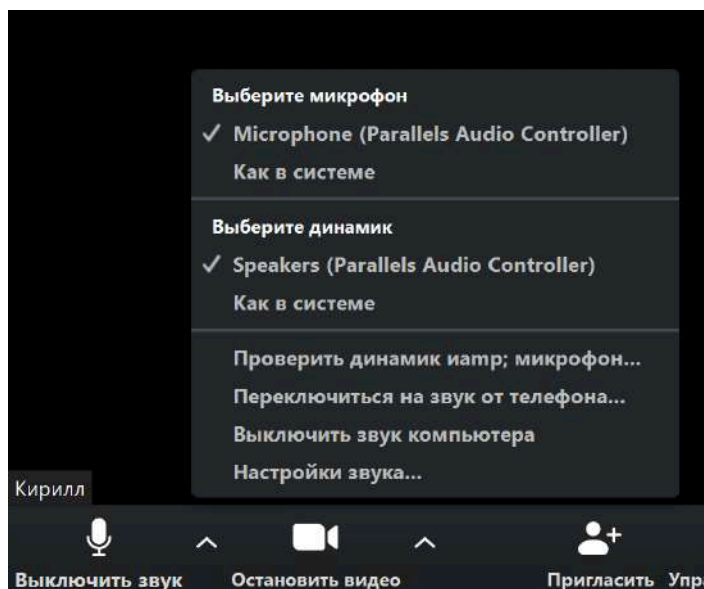 Выберите микрофон
✓ Microphone (Parallels Audio Controller)
Как в системе
Выберите динамик
✓ Speakers (Parallels Audio Controller)
Как в системе
Проверить динамик иamp; микрофон...
Переключиться на звук от телефона...
Выключить звук компьютера
Настройки звука...
Кирилл
Выключить звук Остановить видео Пригласить Упра